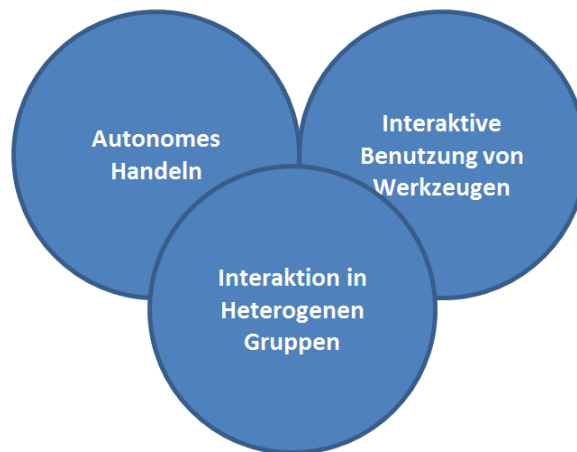 Autonomes
Handeln
Interaktive
Benutzung von
Werkzeugen
Interaktion in
Heterogenen
Gruppen